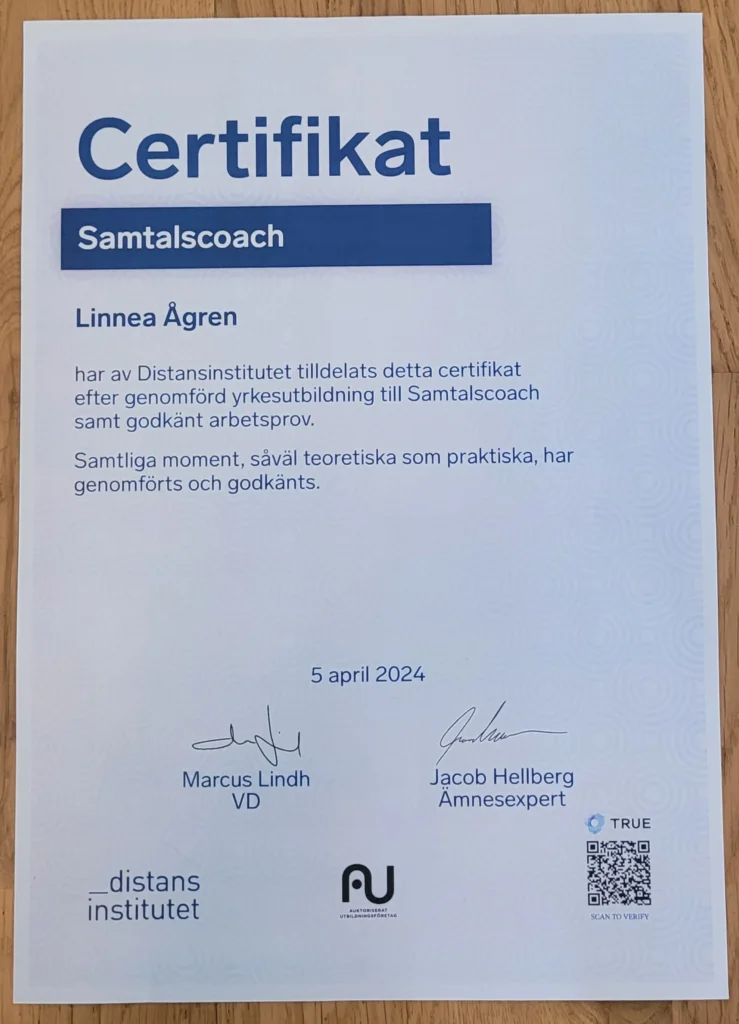 Certifikat
Samtalscoach
Linnea Ågren
har av Distansinstitutet tilldelats detta certifikat
efter genomförd yrkesutbildning till Samtalscoach
samt godkänt arbetsprov.
Samtliga moment, såväl teoretiska som praktiska, har
genomförts och godkänts.
5 april 2024
Marcus Lindh
VD
Jacob Hellberg
Ämnesexpert
TRUE
SCAN TO VERIFY
_distans
institutet
AU
AUKTORISERAT
UTBILDNINGSFÖRETAG